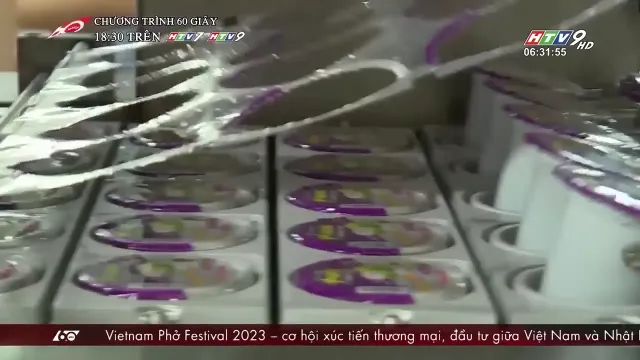 CHƯƠNG TRÌNH 60 GIÂY
18:30 TRÊN HTV7 HTV9
HTV9 HD
06:31:55
60 Vietnam Phở Festival 2023 – cơ hội xúc tiến thương mại, đầu tư giữa Việt Nam và Nhật